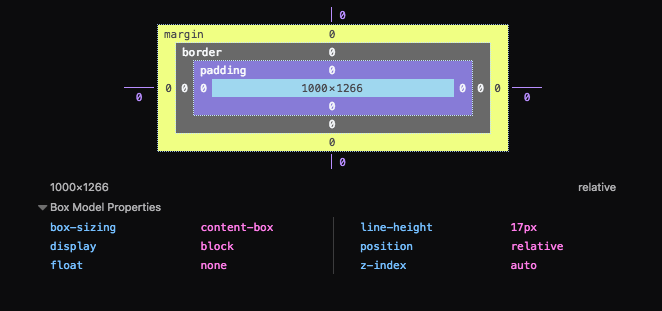 0
margin 0
border 0
padding 0
0 0 0 0 1000×1266 0 0 0 0
0
0
0
0
1000×1266 relative
Box Model Properties
box-sizing content-box line-height 17px
display block position relative
float none z-index auto